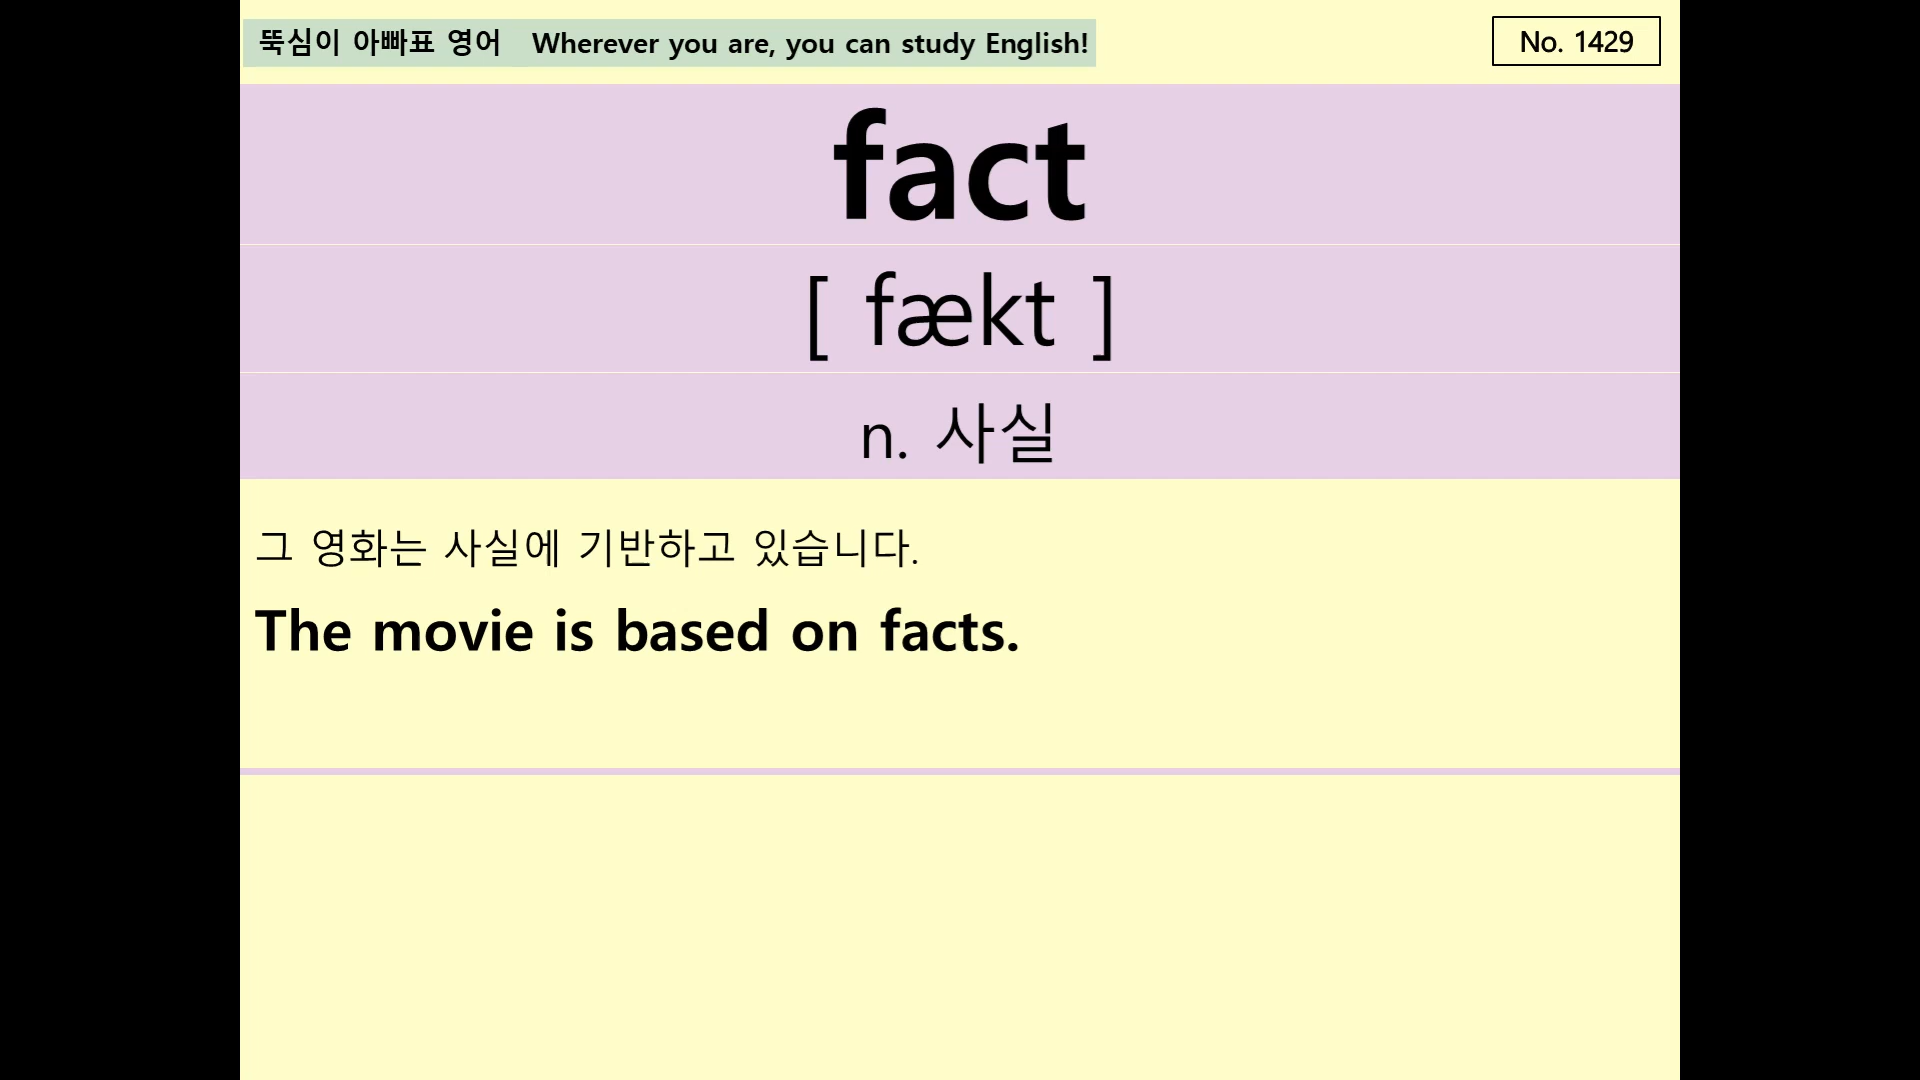 뚝심이 아빠표 영어 Wherever you are, you can study English!
No. 1429
fact
[ fækt ]
n. 사실
그 영화는 사실에 기반하고 있습니다.
The movie is based on facts.